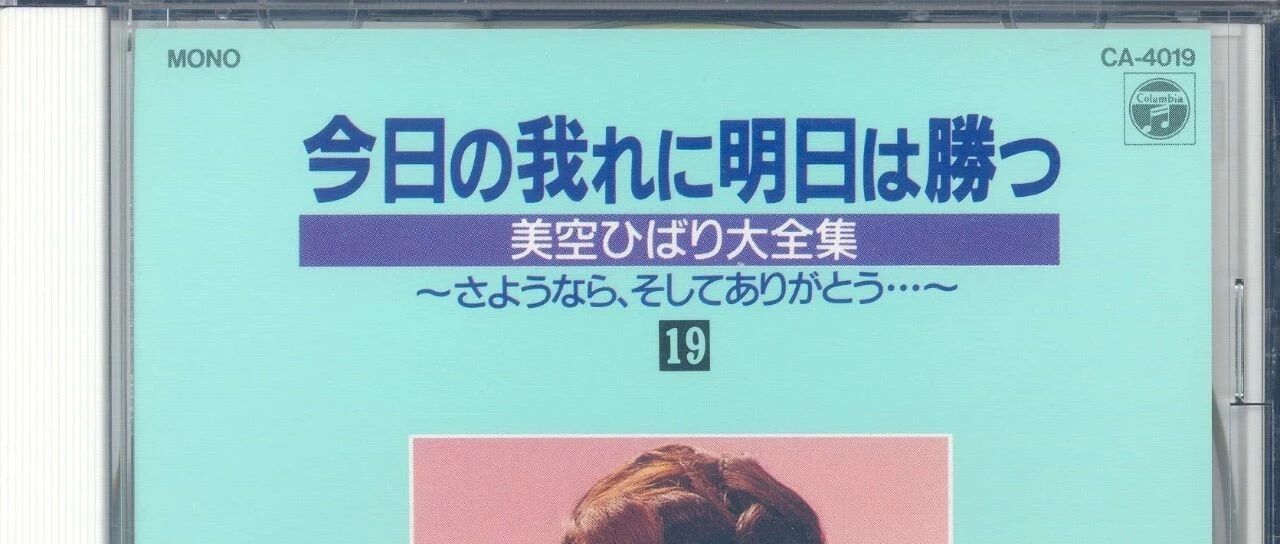 MONO
CA-4019
Columbia
今日の我れに明日は勝つ
美空ひばり大全集
～さようなら、そしてありがとう…～
19